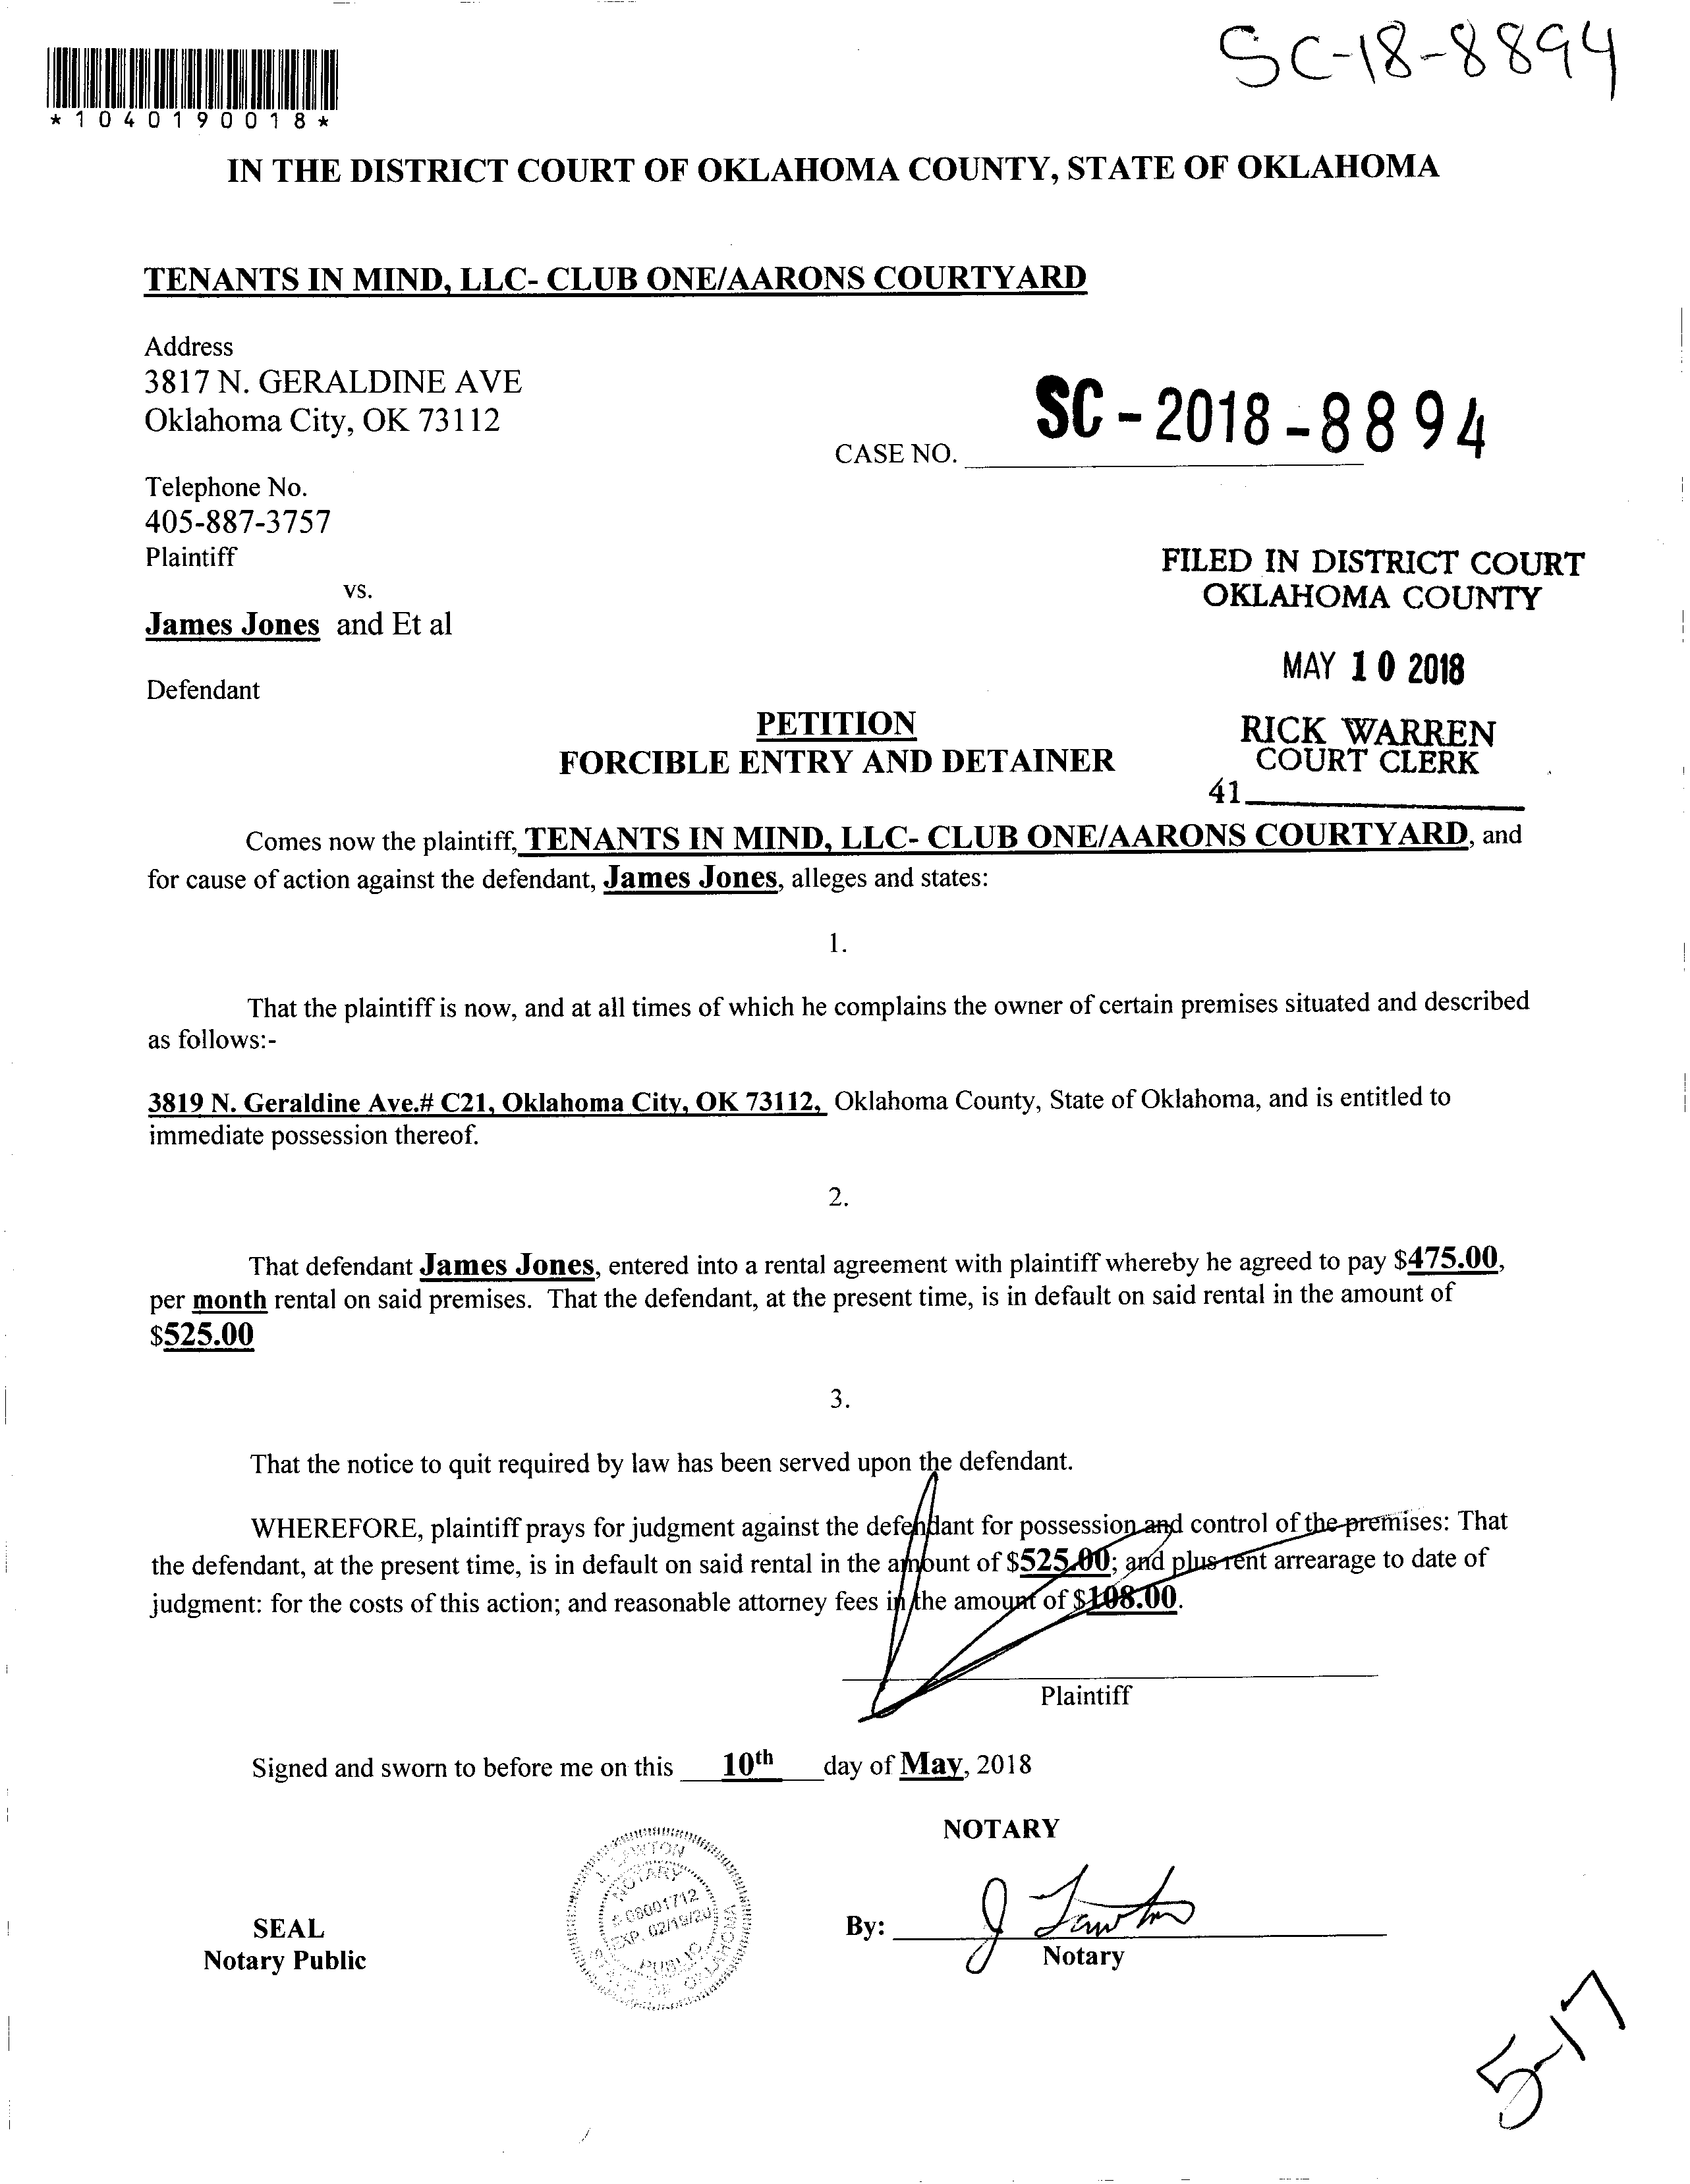 SC-18-8894
*1040190018*
IN THE DISTRICT COURT OF OKLAHOMA COUNTY, STATE OF OKLAHOMA
TENANTS IN MIND, LLC- CLUB ONE/AARONS COURTYARD
Address
3817 N. GERALDINE AVE
Oklahoma City, OK 73112
CASE NO. SC-2018-8894
Telephone No.
405-887-3757
Plaintiff
vs.
James Jones and Et al
Defendant
FILED IN DISTRICT COURT
OKLAHOMA COUNTY
MAY 10 2018
RICK WARREN
COURT CLERK
41
PETITION
FORCIBLE ENTRY AND DETAINER
Comes now the plaintiff, TENANTS IN MIND, LLC- CLUB ONE/AARONS COURTYARD, and
for cause of action against the defendant, James Jones, alleges and states:
1.
That the plaintiff is now, and at all times of which he complains the owner of certain premises situated and described
as follows:-
3819 N. Geraldine Ave.# C21, Oklahoma City, OK 73112, Oklahoma County, State of Oklahoma, and is entitled to
immediate possession thereof.
2.
That defendant James Jones, entered into a rental agreement with plaintiff whereby he agreed to pay $475.00,
per month rental on said premises. That the defendant, at the present time, is in default on said rental in the amount of
$525.00
3.
That the notice to quit required by law has been served upon the defendant.
WHEREFORE, plaintiff prays for judgment against the defendant for possession and control of the premises: That
the defendant, at the present time, is in default on said rental in the amount of $525.00; and plus rent arrearage to date of
judgment: for the costs of this action; and reasonable attorney fees in the amount of $108.00.
Plaintiff
Signed and sworn to before me on this 10th day of May, 2018
NOTARY
J. LAWTON
NOTARY
# 08001712
EXP. 02/19/20
PUBLIC
STATE OF OKLAHOMA
SEAL
Notary Public
By: J Lawton
Notary
5-17